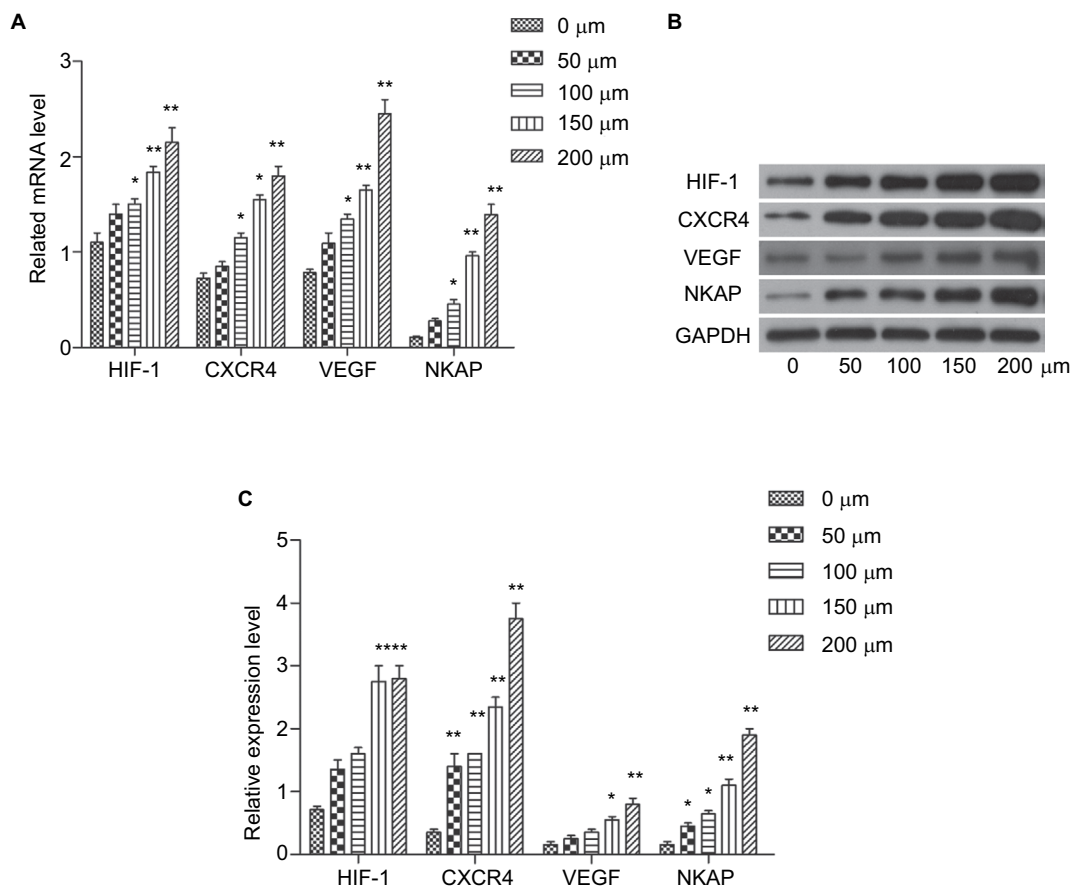 A
0 μm
50 μm
100 μm
150 μm
200 μm
Related mRNA level
3
2
1
0
* ** **
* * **
* ** **
* ** **
HIF-1 CXCR4 VEGF NKAP
B
HIF-1
CXCR4
VEGF
NKAP
GAPDH
0 50 100 150 200 μm
C
0 μm
50 μm
100 μm
150 μm
200 μm
Relative expression level
5
4
3
2
1
0
****
** ** ** **
* **
* * ** **
HIF-1 CXCR4 VEGF NKAP